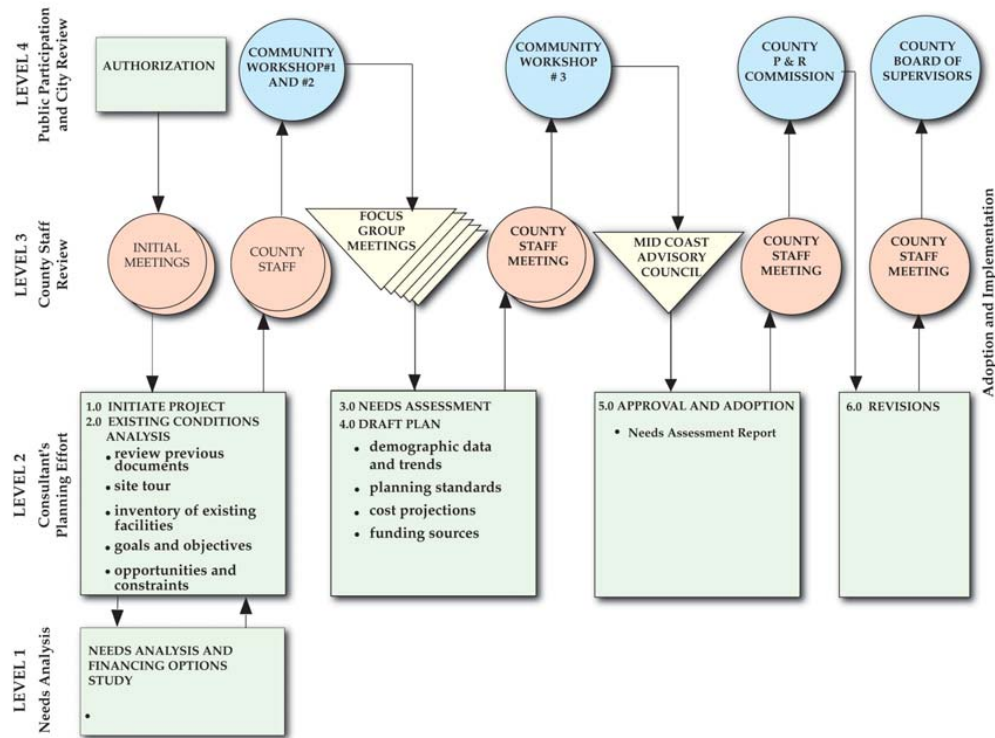 LEVEL 4
Public Participation
and City Review
AUTHORIZATION
COMMUNITY
WORKSHOP#1
AND #2
COMMUNITY
WORKSHOP
# 3
COUNTY
P & R
COMMISSION
COUNTY
BOARD OF
SUPERVISORS
LEVEL 3
County Staff
Review
INITIAL
MEETINGS
COUNTY
STAFF
FOCUS
GROUP
MEETINGS
COUNTY
STAFF
MEETING
MID COAST
ADVISORY
COUNCIL
COUNTY
STAFF
MEETING
COUNTY
STAFF
MEETING
Adoption and Implementation
LEVEL 2
Consultant's
Planning Effort
1.0 INITIATE PROJECT
2.0 EXISTING CONDITIONS
ANALYSIS
• review previous
documents
• site tour
• inventory of existing
facilities
• goals and objectives
• opportunities and
constraints
3.0 NEEDS ASSESSMENT
4.0 DRAFT PLAN
• demographic data
and trends
• planning standards
• cost projections
• funding sources
5.0 APPROVAL AND ADOPTION
• Needs Assessment Report
6.0 REVISIONS
LEVEL 1
Needs Analysis
NEEDS ANALYSIS AND
FINANCING OPTIONS
STUDY
•